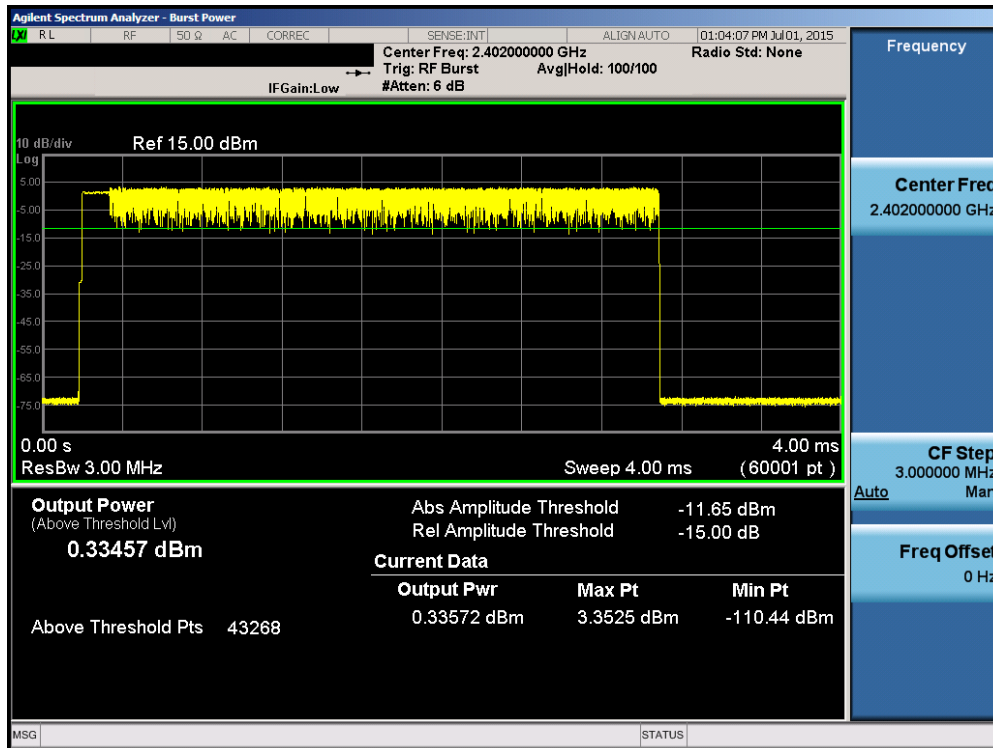 Agilent Spectrum Analyzer - Burst Power
LXI RL RF 50 Ω AC CORREC SENSE:INT ALIGN AUTO 01:04:07 PM Jul 01, 2015
Center Freq: 2.402000000 GHz Radio Std: None
Trig: RF Burst Avg|Hold: 100/100
IFGain:Low #Atten: 6 dB
Frequency
10 dB/div Ref 15.00 dBm
Log
5.00
-5.00
-15.0
-25.0
-35.0
-45.0
-55.0
-65.0
-75.0
0.00 s 4.00 ms
ResBw 3.00 MHz Sweep 4.00 ms (60001 pt)
Center Freq
2.402000000 GHz
CF Step
3.000000 MHz
Auto Man
Freq Offset
0 Hz
Output Power
(Above Threshold Lvl)
0.33457 dBm
Above Threshold Pts 43268
Abs Amplitude Threshold -11.65 dBm
Rel Amplitude Threshold -15.00 dB
Current Data
Output Pwr Max Pt Min Pt
0.33572 dBm 3.3525 dBm -110.44 dBm
MSG STATUS